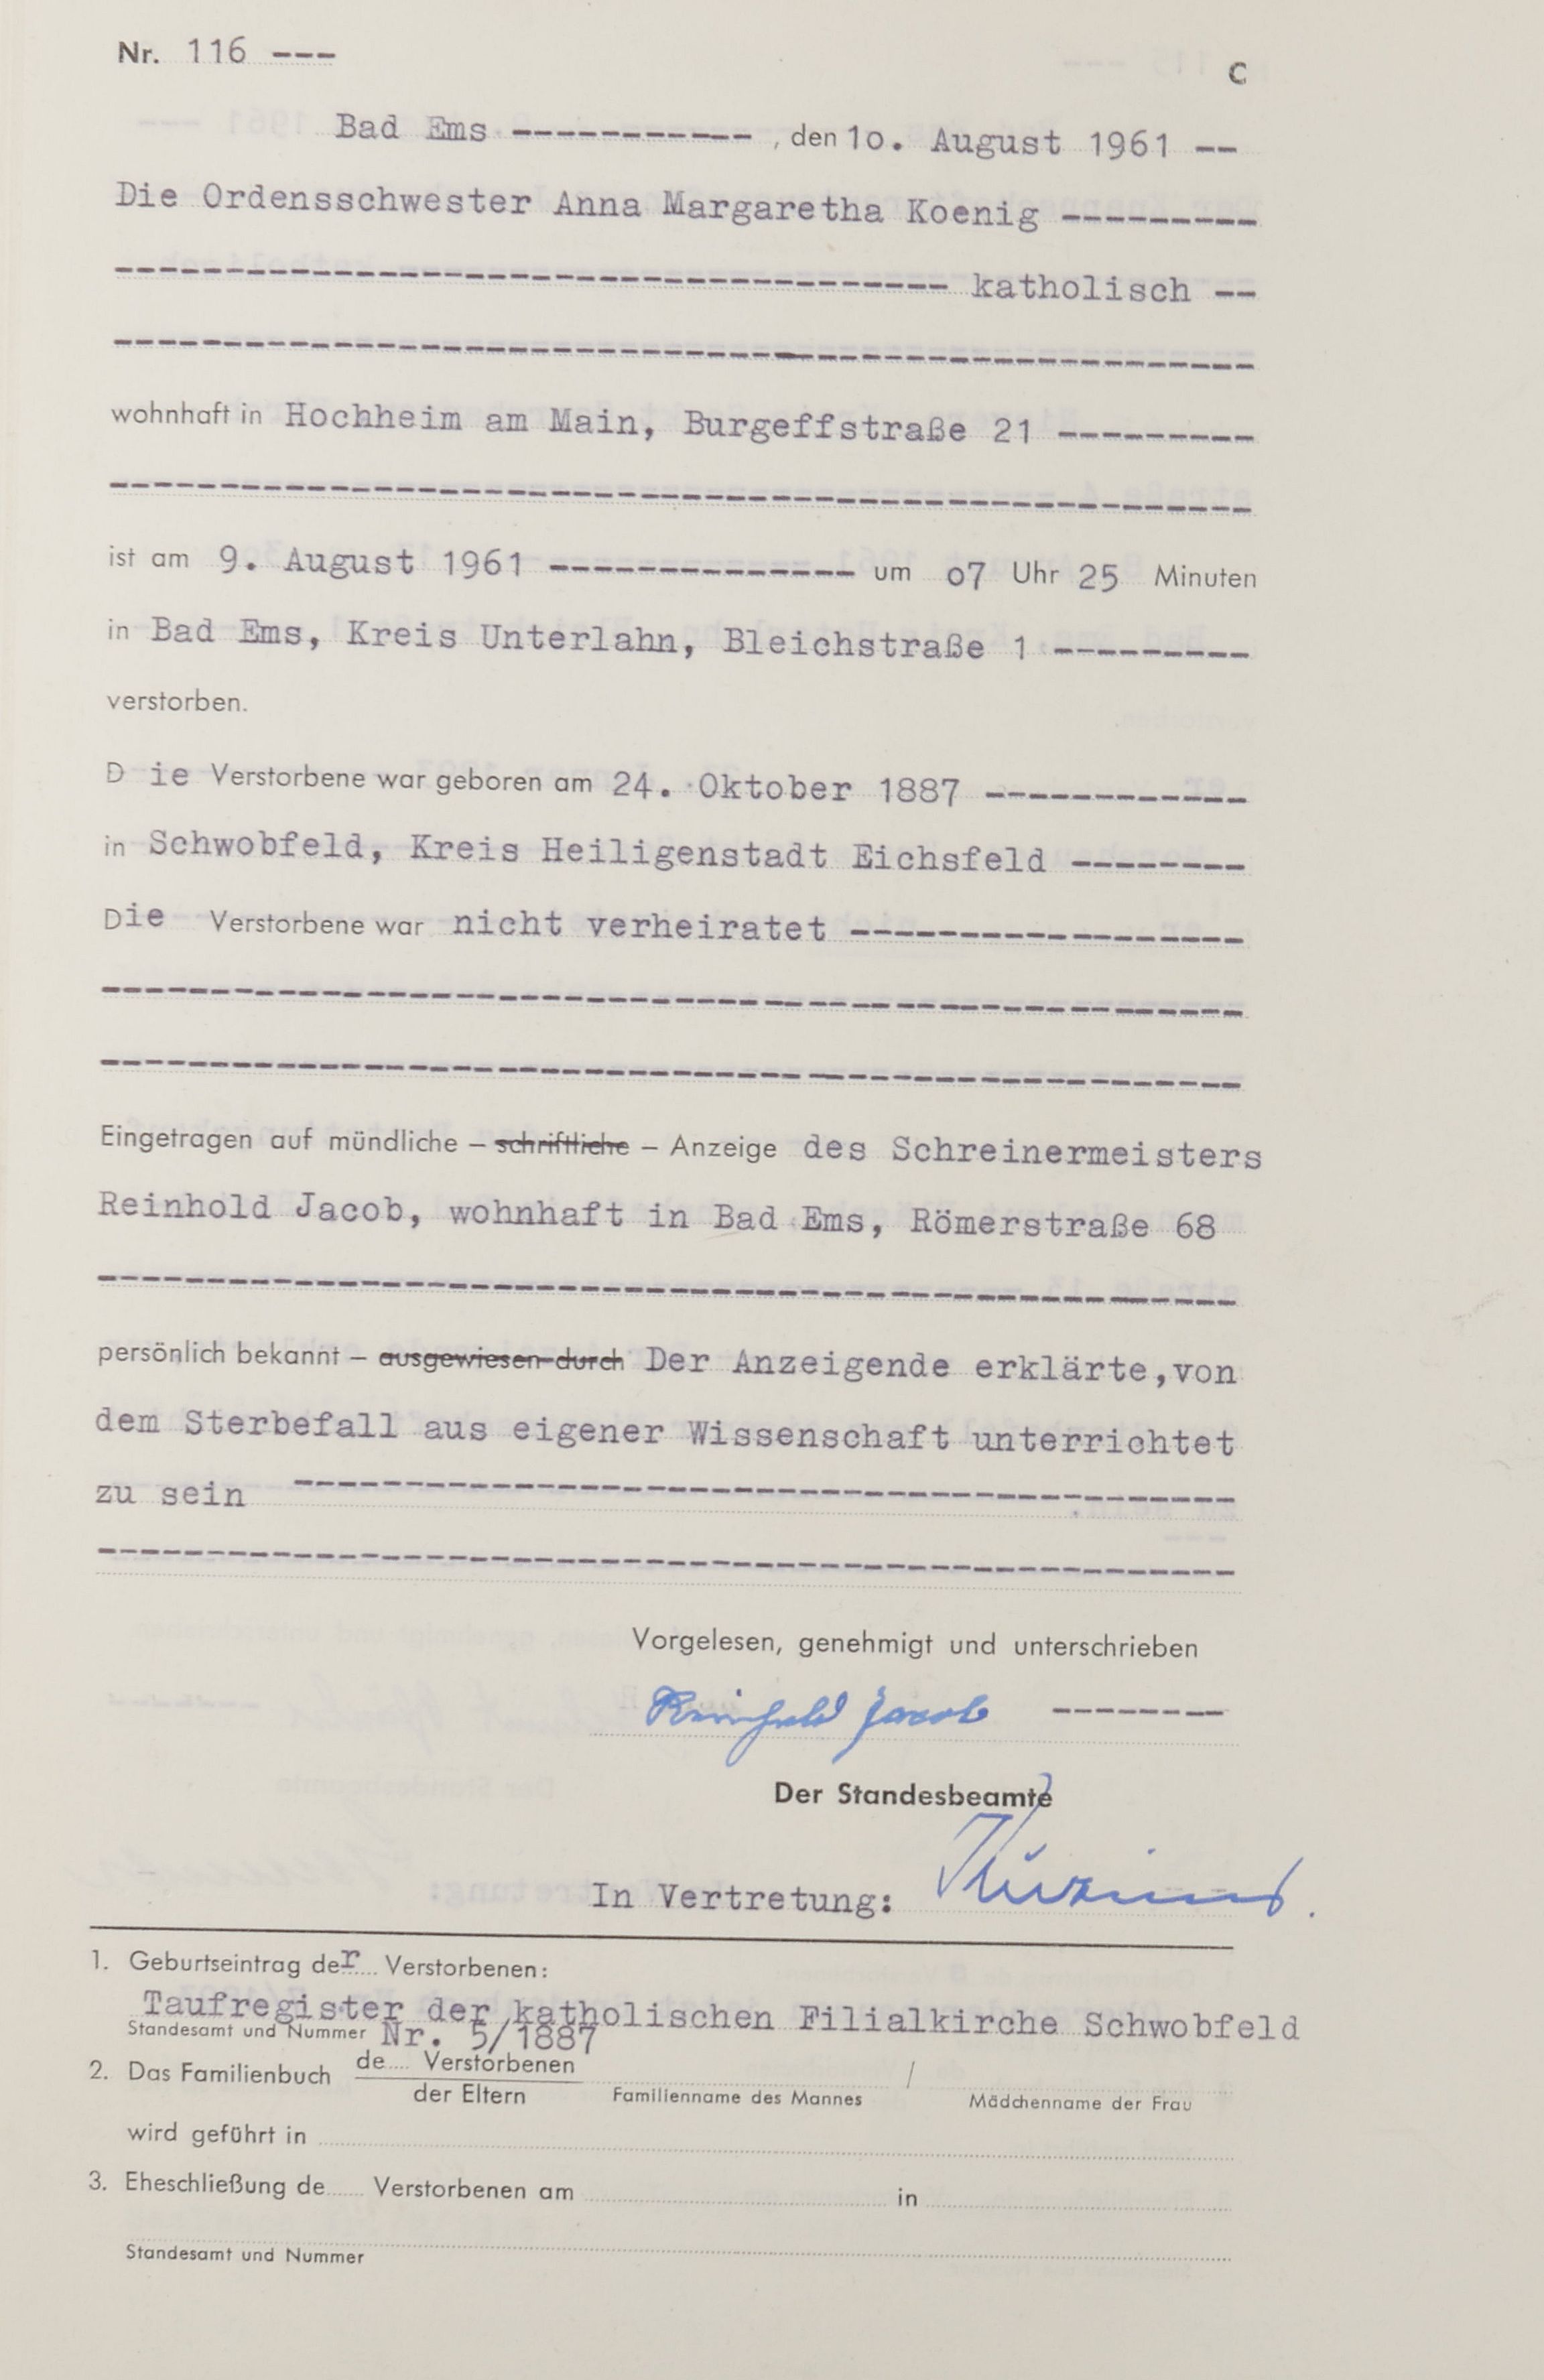 Nr. 116 ---
C
Bad Ems -----------, den 1o. August 1961 --
Die Ordensschwester Anna Margaretha Koenig ---------
-------------------------------------- katholisch --
----------------------------------------------------
wohnhaft in Hochheim am Main, Burgeffstraße 21 ---------
----------------------------------------------------
ist am 9. August 1961 -------------- um o7 Uhr 25 Minuten
in Bad Ems, Kreis Unterlahn, Bleichstraße 1 ---------
verstorben.
Die Verstorbene war geboren am 24. Oktober 1887 ------------
in Schwobfeld, Kreis Heiligenstadt Eichsfeld --------
Die Verstorbene war nicht verheiratet ------------------
----------------------------------------------------
----------------------------------------------------
Eingetragen auf mündliche – schriftliche – Anzeige des Schreinermeisters
Reinhold Jacob, wohnhaft in Bad Ems, Römerstraße 68
----------------------------------------------------
persönlich bekannt – ausgewiesen durch Der Anzeigende erklärte, von
dem Sterbefall aus eigener Wissenschaft unterrichtet
zu sein -------------------------------------------
----------------------------------------------------
Vorgelesen, genehmigt und unterschrieben
Reinhold Jacob --------
Der Standesbeamte
In Vertretung:
1. Geburtseintrag der Verstorbenen:
Taufregister der katholischen Filialkirche Schwobfeld
Standesamt und Nummer Nr. 5/1887
2. Das Familienbuch de.... Verstorbenen /
der Eltern Familienname des Mannes Mädchenname der Frau
wird geführt in
3. Eheschließung de...... Verstorbenen am in
Standesamt und Nummer